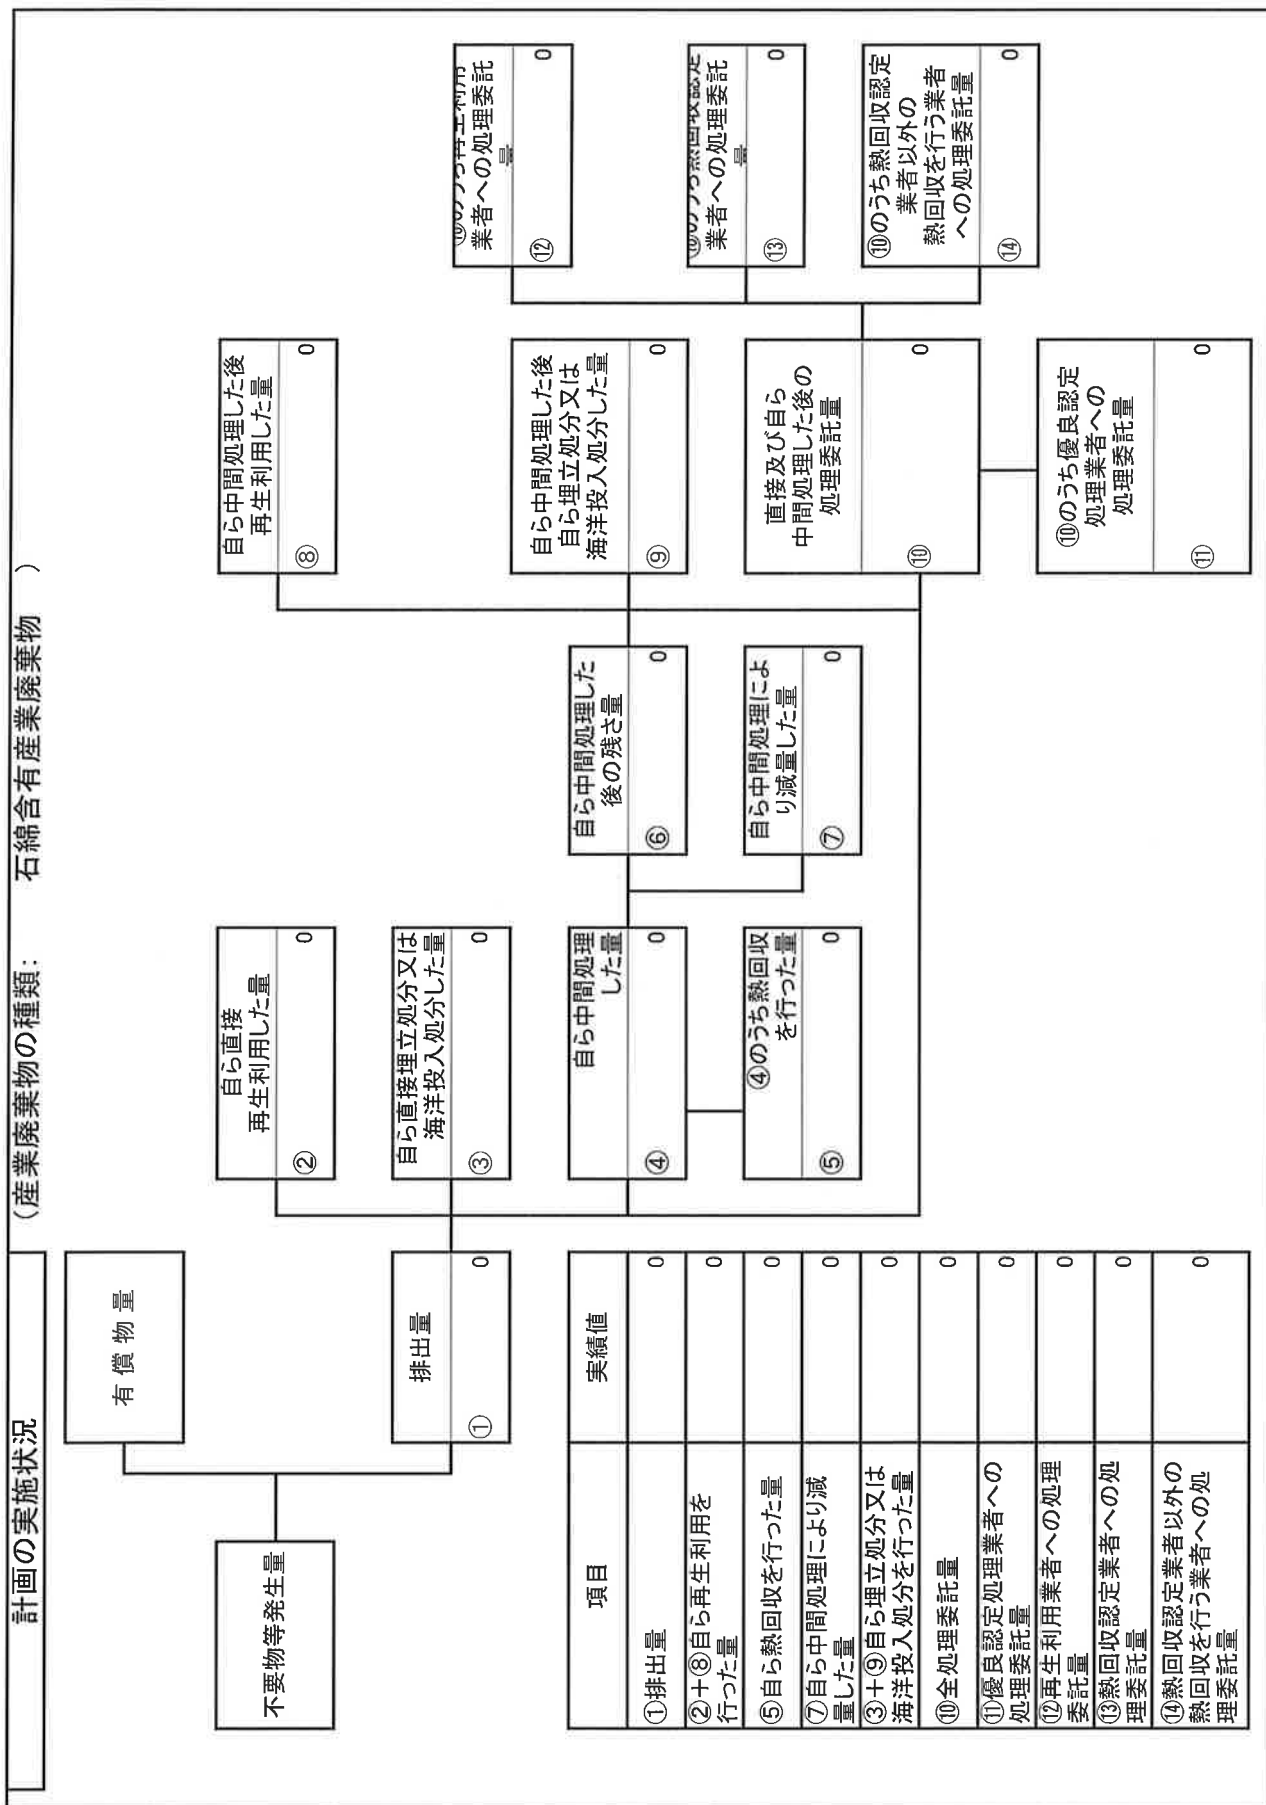 計画の実施状況
(産業廃棄物の種類： 石綿含有産業廃棄物 )
不要物等発生量
有償物量
排出量
① 0
自ら直接
再生利用した量
② 0
自ら直接埋立処分又は
海洋投入処分した量
③ 0
自ら中間処理
した量
④ 0
④のうち熱回収
を行った量
⑤ 0
自ら中間処理した
後の残さ量
⑥ 0
自ら中間処理によ
り減量した量
⑦ 0
自ら中間処理した後
再生利用した量
⑧ 0
自ら中間処理した後
自ら埋立処分又は
海洋投入処分した量
⑨ 0
直接及び自ら
中間処理した後の
処理委託量
⑩ 0
⑩のうち優良認定
処理業者への
処理委託量
⑪ 0
⑩のうち再生利用
業者への処理委託
量
⑫ 0
⑩のうち熱回収認定
業者への処理委託
量
⑬ 0
⑩のうち熱回収認定
業者以外の
熱回収を行う業者
への処理委託量
⑭ 0
項目 実績値
①排出量 0
②＋⑧自ら再生利用を
行った量 0
⑤自ら熱回収を行った量 0
⑦自ら中間処理により減
量した量 0
③＋⑨自ら埋立処分又は
海洋投入処分を行った量 0
⑩全処理委託量 0
⑪優良認定処理業者への
処理委託量 0
⑫再生利用業者への処理
委託量 0
⑬熱回収認定業者への処
理委託量 0
⑭熱回収認定業者以外の
熱回収を行う業者への処
理委託量 0